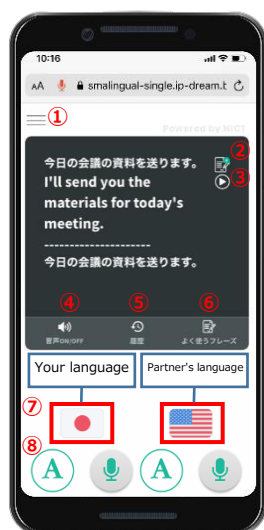 10:16
AA smalingual-single.ip-dream.t
①
Powered by NICT
今日の会議の資料を送ります。 ②
I'll send you the ③
materials for today's
meeting.
--------------------
今日の会議の資料を送ります。
④ ⑤ ⑥
音声ON/OFF 履歴 よく使うフレーズ
Your language Partner's language
⑦
⑧
A A